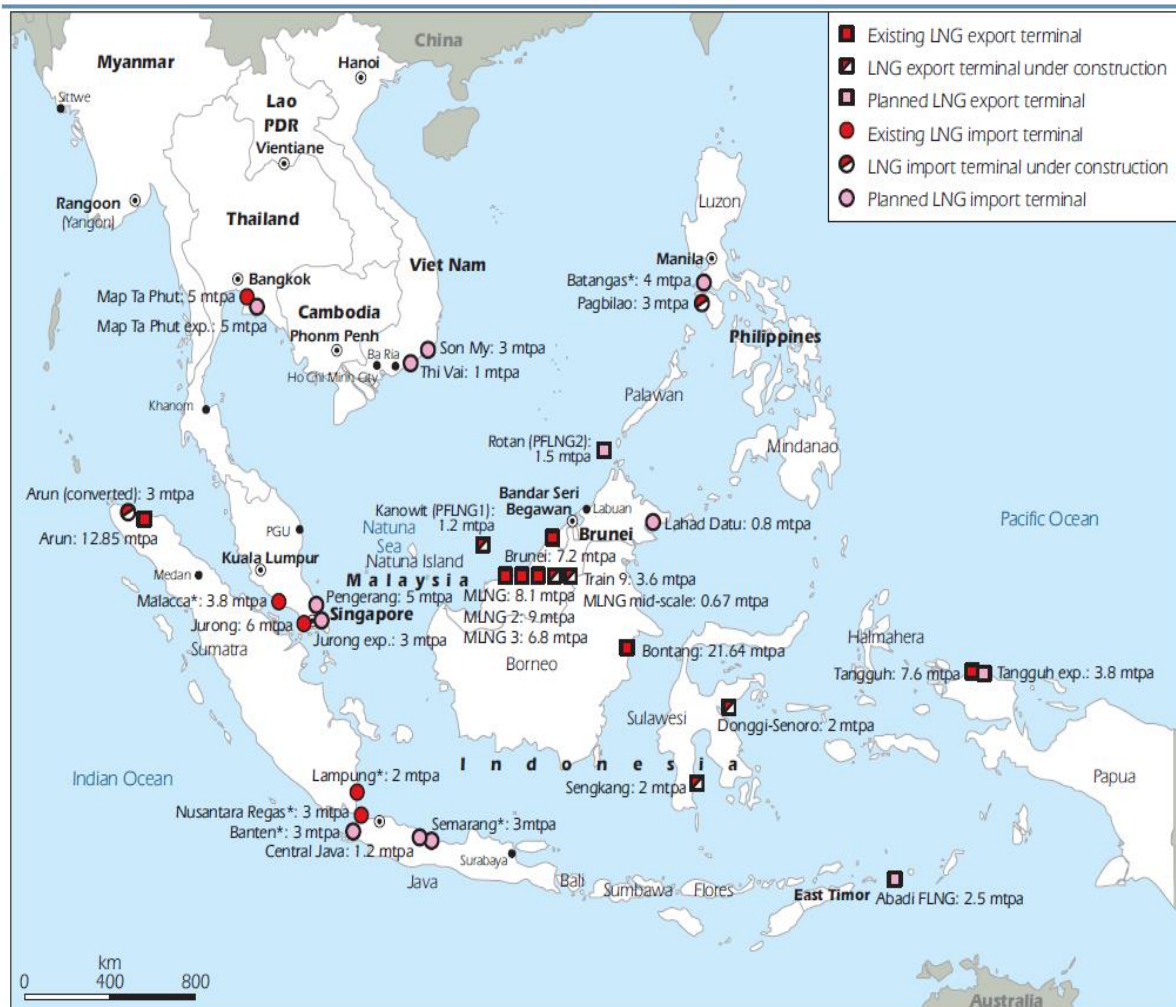 China
Myanmar
Hanoi
Sittwe
Lao
PDR
Vientiane
Rangoon
(Yangon)
Thailand
Luzon
Manila
Viet Nam
Bangkok
Batangas*: 4 mtpa
Map Ta Phut: 5 mtpa
Pagbilao: 3 mtpa
Map Ta Phut exp.: 5 mtpa
Cambodia
Phonm Penh
Philippines
Son My: 3 mtpa
Ba Ria
Thi Vai: 1 mtpa
Ho Chi Minh City
Palawan
Khanom
Mindanao
Rotan (PFLNG2):
1.5 mtpa
Arun (converted): 3 mtpa
Bandar Seri
Begawan
Labuan
Kanowit (PFLNG1):
1.2 mtpa
Lahad Datu: 0.8 mtpa
Pacific Ocean
PGU
Natuna
Sea
Brunei
Arun: 12.85 mtpa
Natuna Island
Brunei: 7.2 mtpa
Kuala Lumpur
Medan
Malaysia
Train 9: 3.6 mtpa
MLNG: 8.1 mtpa
MLNG mid-scale: 0.67 mtpa
MLNG 2: 9 mtpa
MLNG 3: 6.8 mtpa
Pengerang: 5 mtpa
Malacca*: 3.8 mtpa
Singapore
Jurong: 6 mtpa
Jurong exp.: 3 mtpa
Sumatra
Borneo
Bontang: 21.64 mtpa
Halmahera
Tangguh: 7.6 mtpa
Tangguh exp.: 3.8 mtpa
Sulawesi
Donggi-Senoro: 2 mtpa
Indonesia
Indian Ocean
Lampung*: 2 mtpa
Sengkang: 2 mtpa
Papua
Nusantara Regas*: 3 mtpa
Banten*: 3 mtpa
Semarang*: 3mtpa
Central Java: 1.2 mtpa
Surabaya
Java
Bali
Sumbawa
Flores
East Timor
Abadi FLNG: 2.5 mtpa
km
0 400 800
Australia
Existing LNG export terminal
LNG export terminal under construction
Planned LNG export terminal
Existing LNG import terminal
LNG import terminal under construction
Planned LNG import terminal